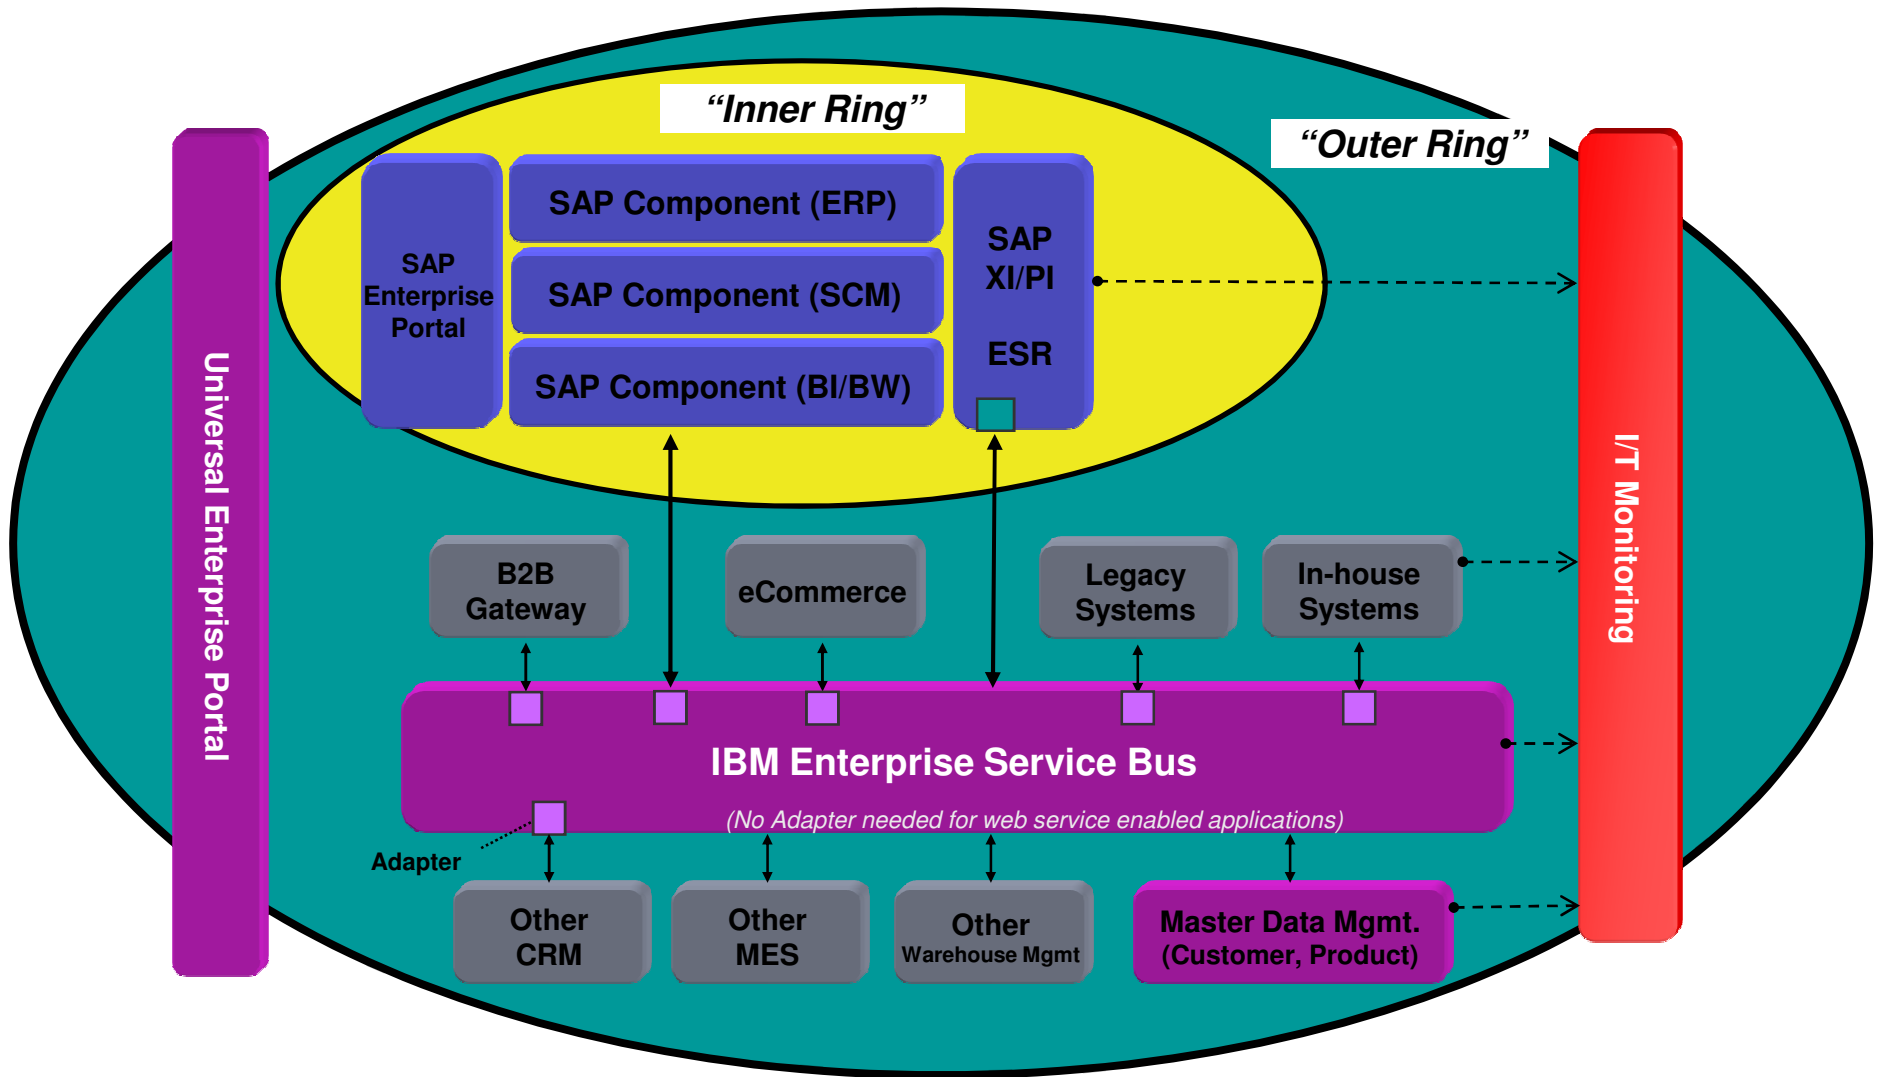 “Inner Ring”
“Outer Ring”
SAP Component (ERP)
SAP Component (SCM)
SAP Component (BI/BW)
SAP
Enterprise
Portal
SAP
XI/PI
ESR
Universal Enterprise Portal
I/T Monitoring
B2B
Gateway
eCommerce
Legacy
Systems
In-house
Systems
IBM Enterprise Service Bus
(No Adapter needed for web service enabled applications)
Adapter
Other
CRM
Other
MES
Other
Warehouse Mgmt
Master Data Mgmt.
(Customer, Product)